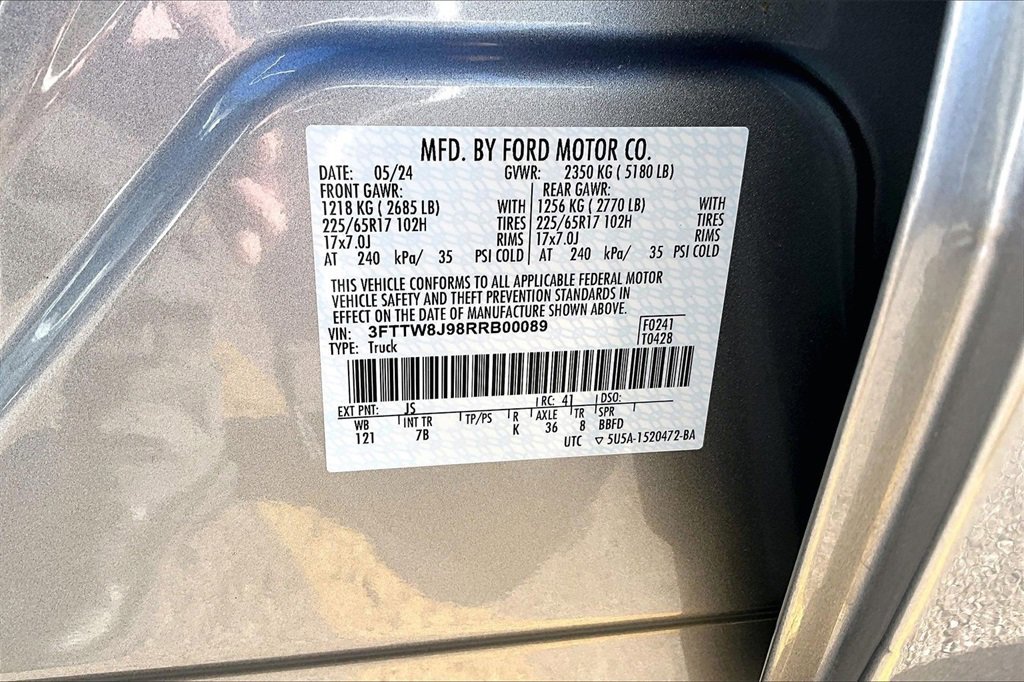 MFD. BY FORD MOTOR CO.
DATE: 05/24 GVWR: 2350 KG ( 5180 LB)
FRONT GAWR: REAR GAWR:
1218 KG ( 2685 LB) WITH 1256 KG ( 2770 LB) WITH
225/65R17 102H TIRES 225/65R17 102H TIRES
17x7.0J RIMS 17x7.0J RIMS
AT 240 kPa/ 35 PSI COLD AT 240 kPa/ 35 PSI COLD
THIS VEHICLE CONFORMS TO ALL APPLICABLE FEDERAL MOTOR
VEHICLE SAFETY AND THEFT PREVENTION STANDARDS IN
EFFECT ON THE DATE OF MANUFACTURE SHOWN ABOVE.
VIN: 3FTTW8J98RRB00089 F0241
TYPE: Truck T0428
EXT PNT: JS RC: 41 DSO:
WB INT TR TP/PS R AXLE TR SPR
121 7B K 36 8 BBFD
UTC ▽ 5U5A-1520472-BA